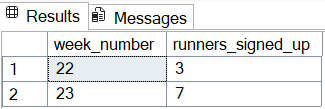 Results Messages
week_number runners_signed_up
1 22 3
2 23 7